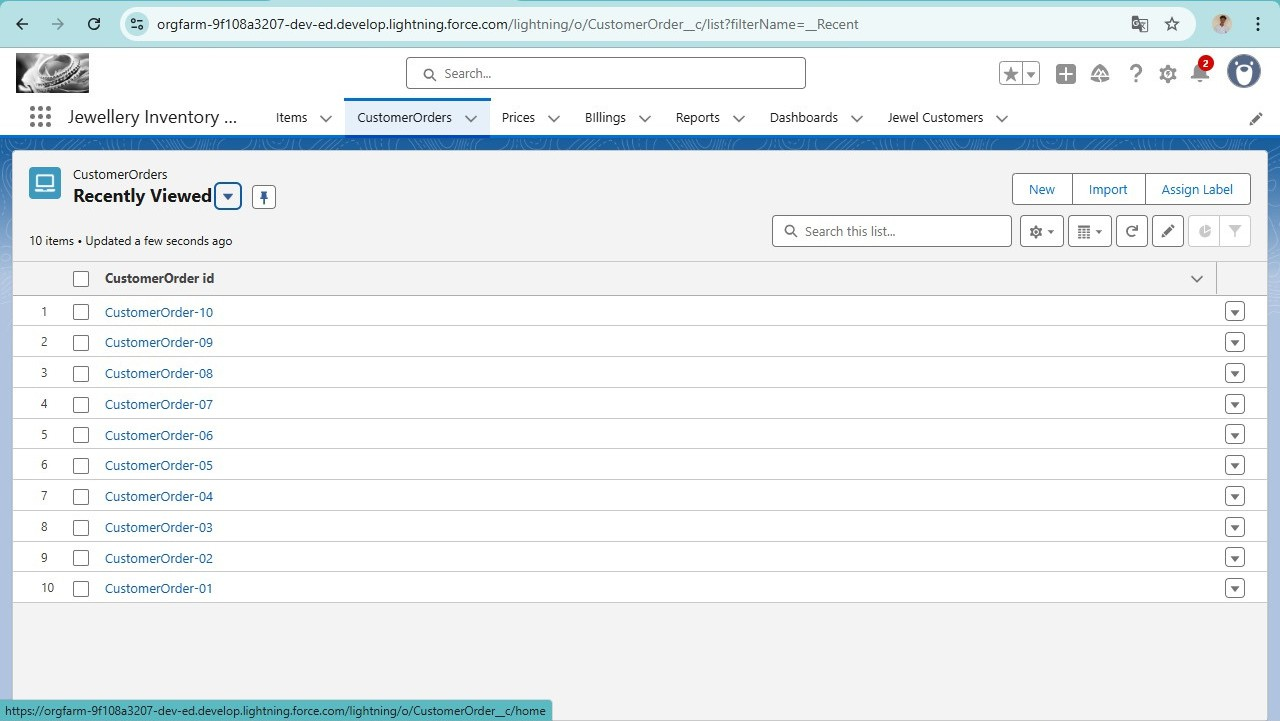 orgfarm-9f108a3207-dev-ed.develop.lightning.force.com/lightning/o/CustomerOrder__c/list?filterName=__Recent
Search...
2
Jewellery Inventory ...
Items
CustomerOrders
Prices
BIllings
Reports
Dashboards
Jewel Customers
CustomerOrders
Recently Viewed
New
Import
Assign Label
10 items • Updated a few seconds ago
Search this list...
CustomerOrder id
1 CustomerOrder-10
2 CustomerOrder-09
3 CustomerOrder-08
4 CustomerOrder-07
5 CustomerOrder-06
6 CustomerOrder-05
7 CustomerOrder-04
8 CustomerOrder-03
9 CustomerOrder-02
10 CustomerOrder-01
https://orgfarm-9f108a3207-dev-ed.develop.lightning.force.com/lightning/o/CustomerOrder__c/home